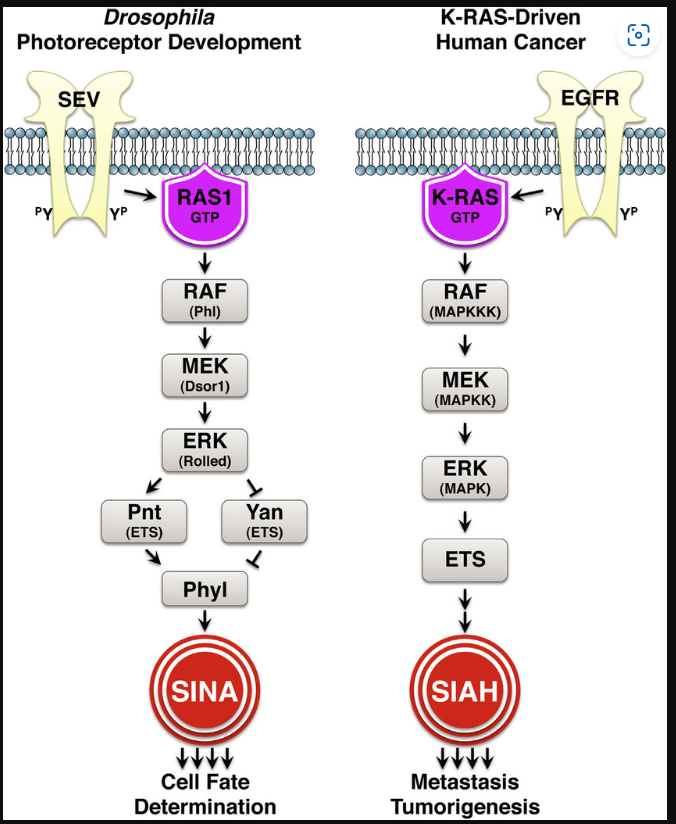 Drosophila
Photoreceptor Development
SEV
PY
YP
RAS1
GTP
RAF
(Phl)
MEK
(Dsor1)
ERK
(Rolled)
Pnt
(ETS)
Yan
(ETS)
Phyl
SINA
Cell Fate
Determination
K-RAS-Driven
Human Cancer
EGFR
K-RAS
GTP
PY
YP
RAF
(MAPKKK)
MEK
(MAPKK)
ERK
(MAPK)
ETS
SIAH
Metastasis
Tumorigenesis